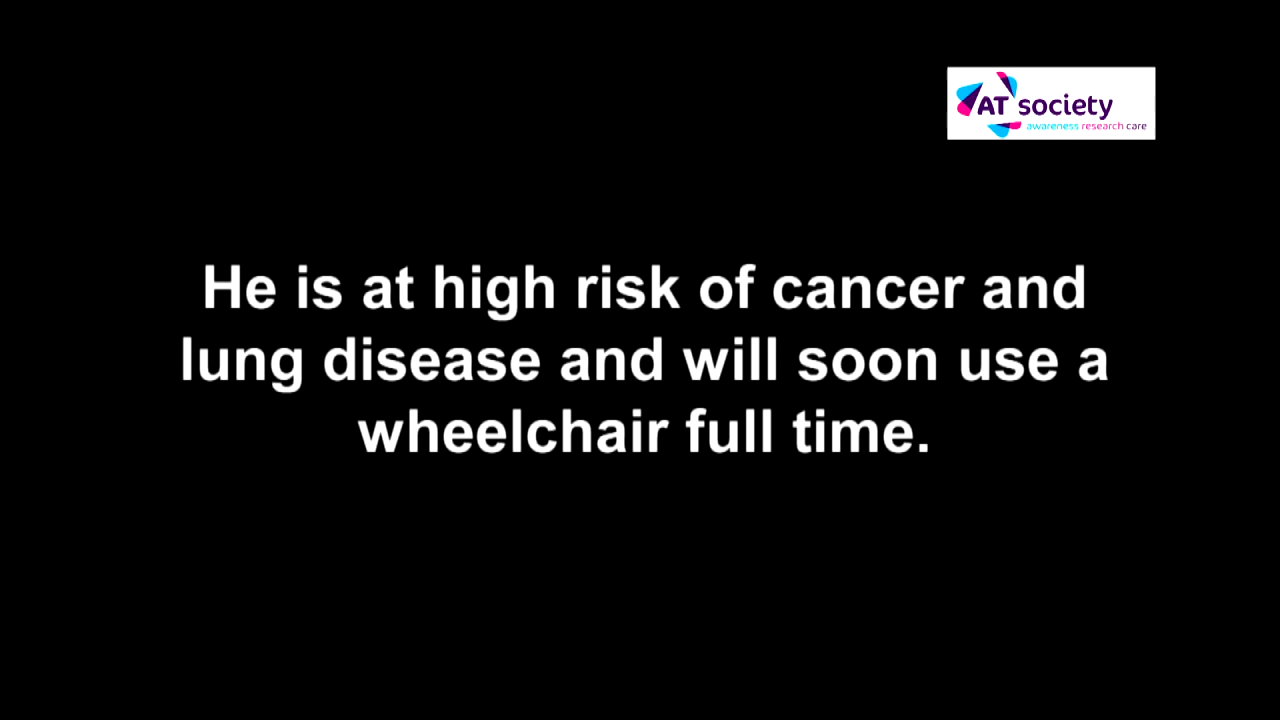 AT society
awareness research care
He is at high risk of cancer and
lung disease and will soon use a
wheelchair full time.